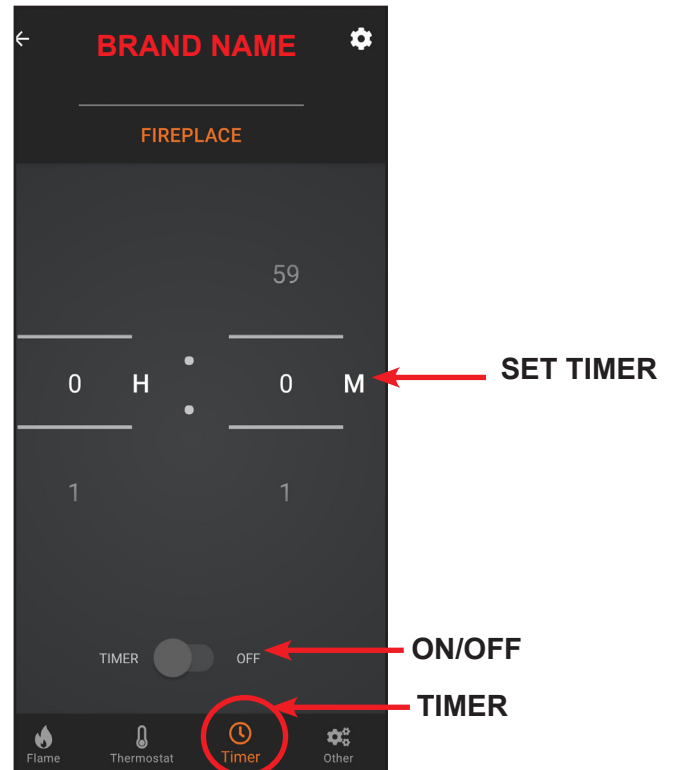 BRAND NAME
FIREPLACE
59
0 H : 0 M
SET TIMER
1 1
TIMER OFF
ON/OFF
TIMER
Flame Thermostat Timer Other